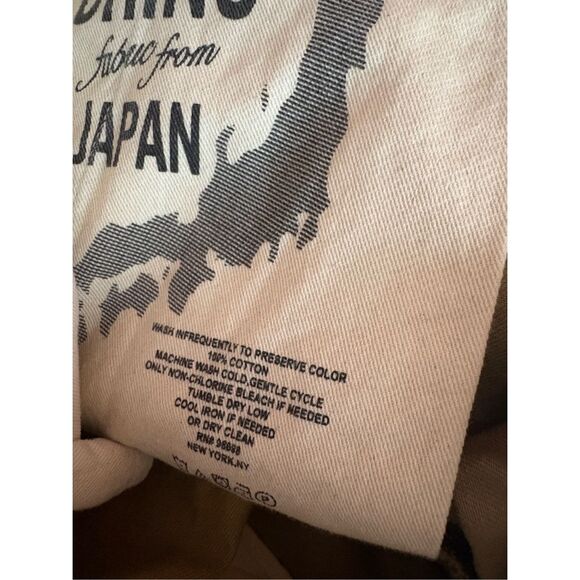 fabric from
JAPAN
WASH INFREQUENTLY TO PRESERVE COLOR
100% COTTON
MACHINE WASH COLD, GENTLE CYCLE
ONLY NON-CHLORINE BLEACH IF NEEDED
TUMBLE DRY LOW
COOL IRON IF NEEDED
OR DRY CLEAN
RN#
NEW YORK,NY